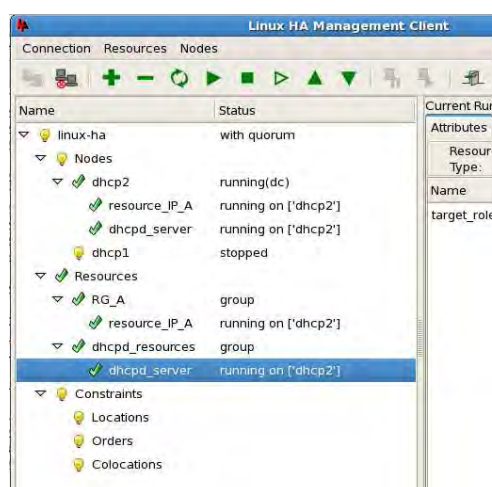 Linux HA Management Client
Connection Resources Nodes
Name Status
linux-ha with quorum
Nodes
dhcp2 running(dc)
resource_IP_A running on ['dhcp2']
dhcpd_server running on ['dhcp2']
dhcp1 stopped
Resources
RG_A group
resource_IP_A running on ['dhcp2']
dhcpd_resources group
dhcpd_server running on ['dhcp2']
Constraints
Locations
Orders
Colocations
Current Run
Attributes
Resour
Type:
Name
target_role